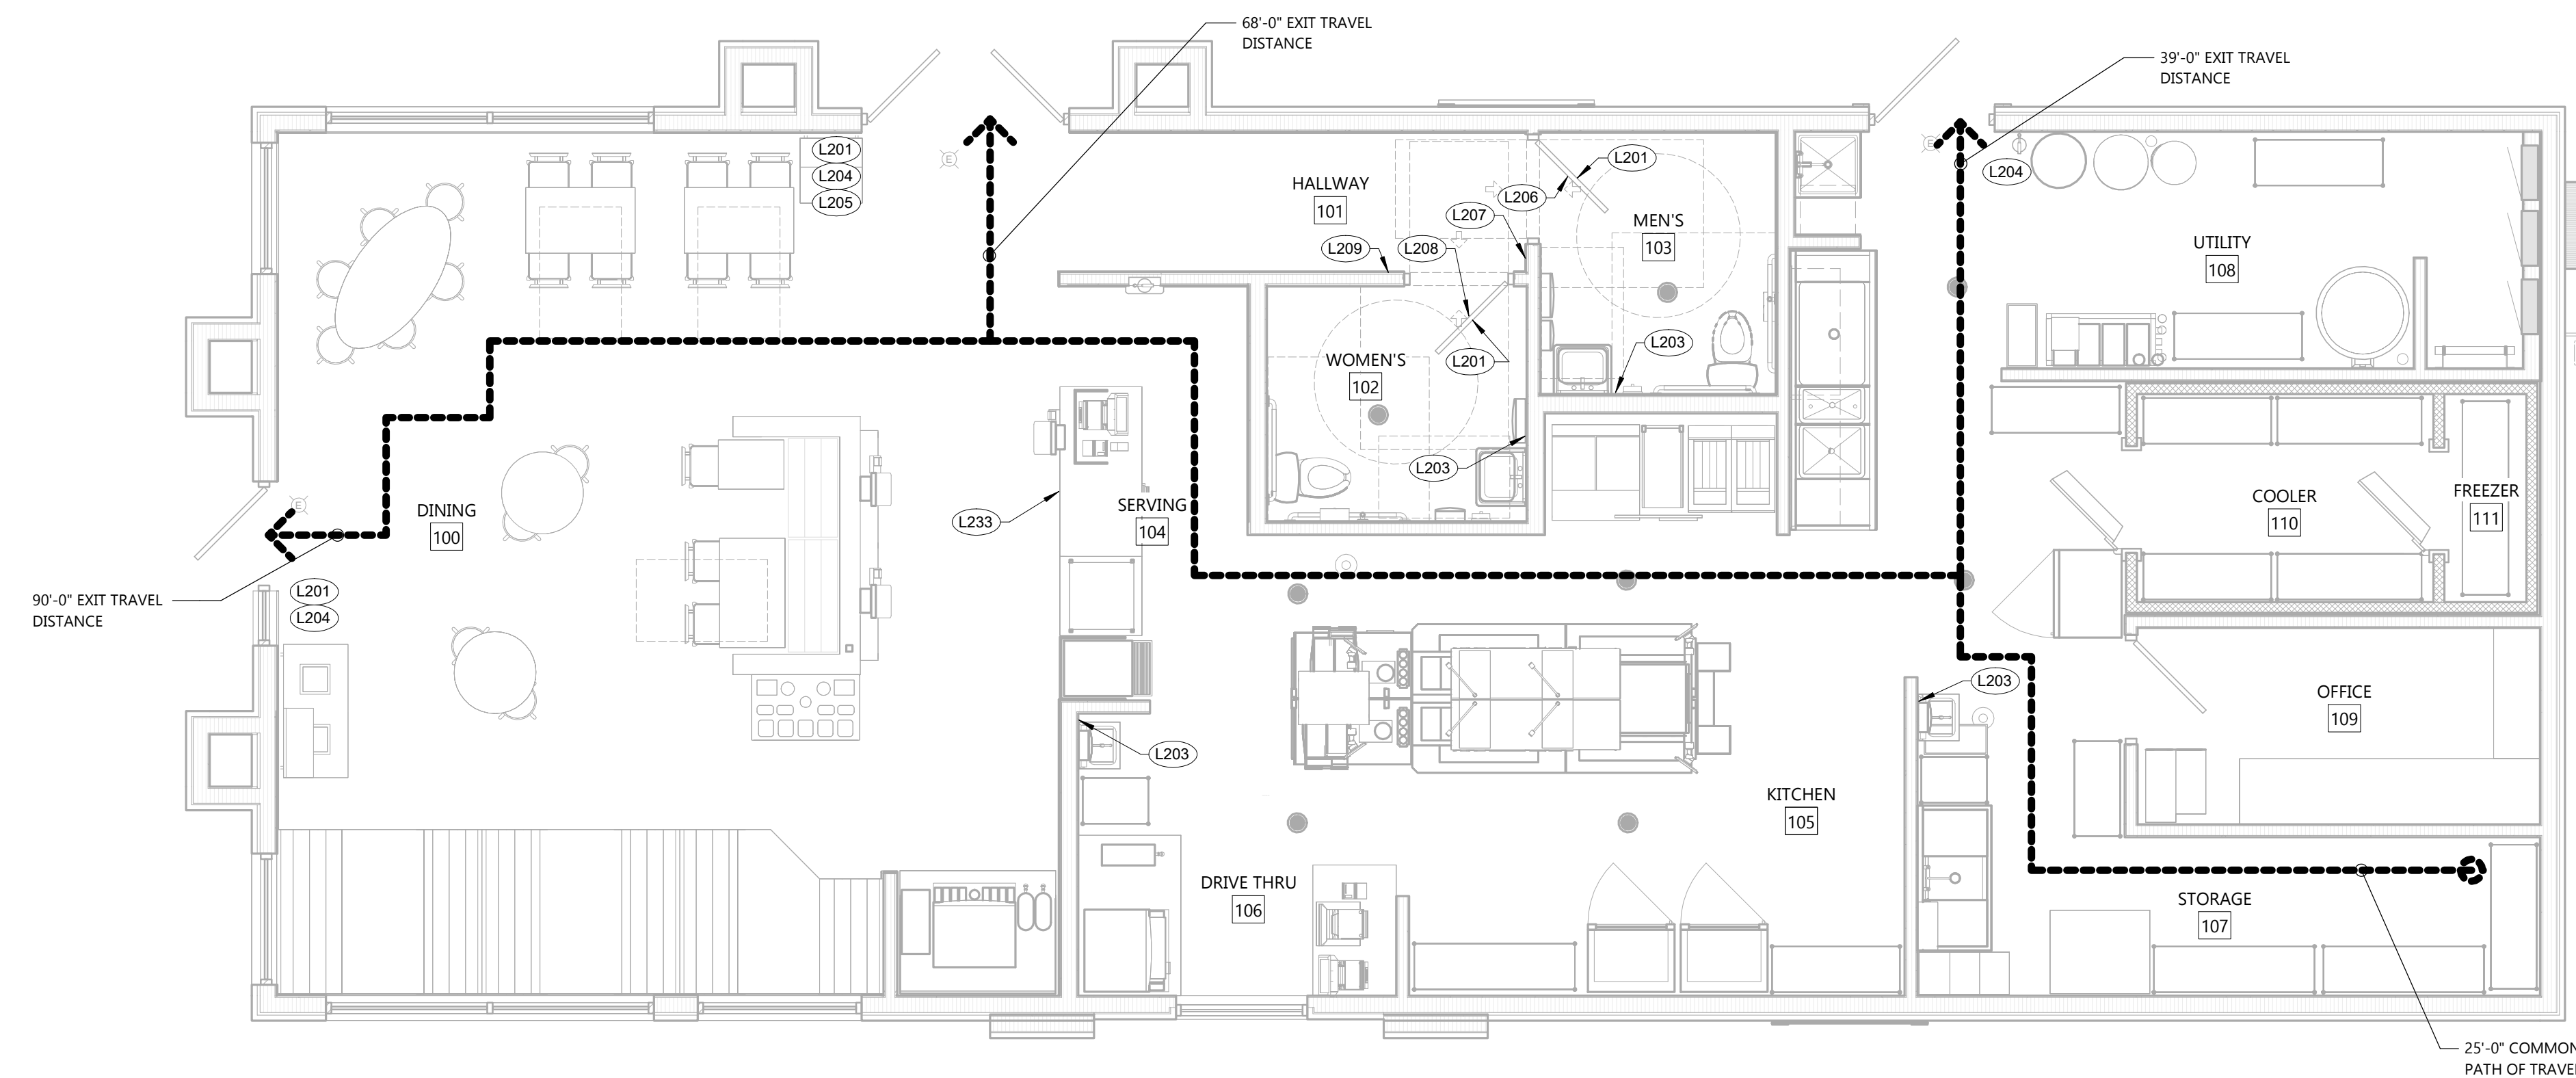 68'-0" EXIT TRAVEL
DISTANCE
39'-0" EXIT TRAVEL
DISTANCE
L201
L204
L205
HALLWAY
101
L201
L206
L207
L209
L208
MEN'S
103
L204
UTILITY
108
WOMEN'S
102
L201
L203
L203
E
E
E
DINING
100
L233
SERVING
104
COOLER
110
FREEZER
111
90'-0" EXIT TRAVEL
DISTANCE
L201
L204
L203
L203
OFFICE
109
KITCHEN
105
DRIVE THRU
106
STORAGE
107
25'-0" COMMON
PATH OF TRAVE